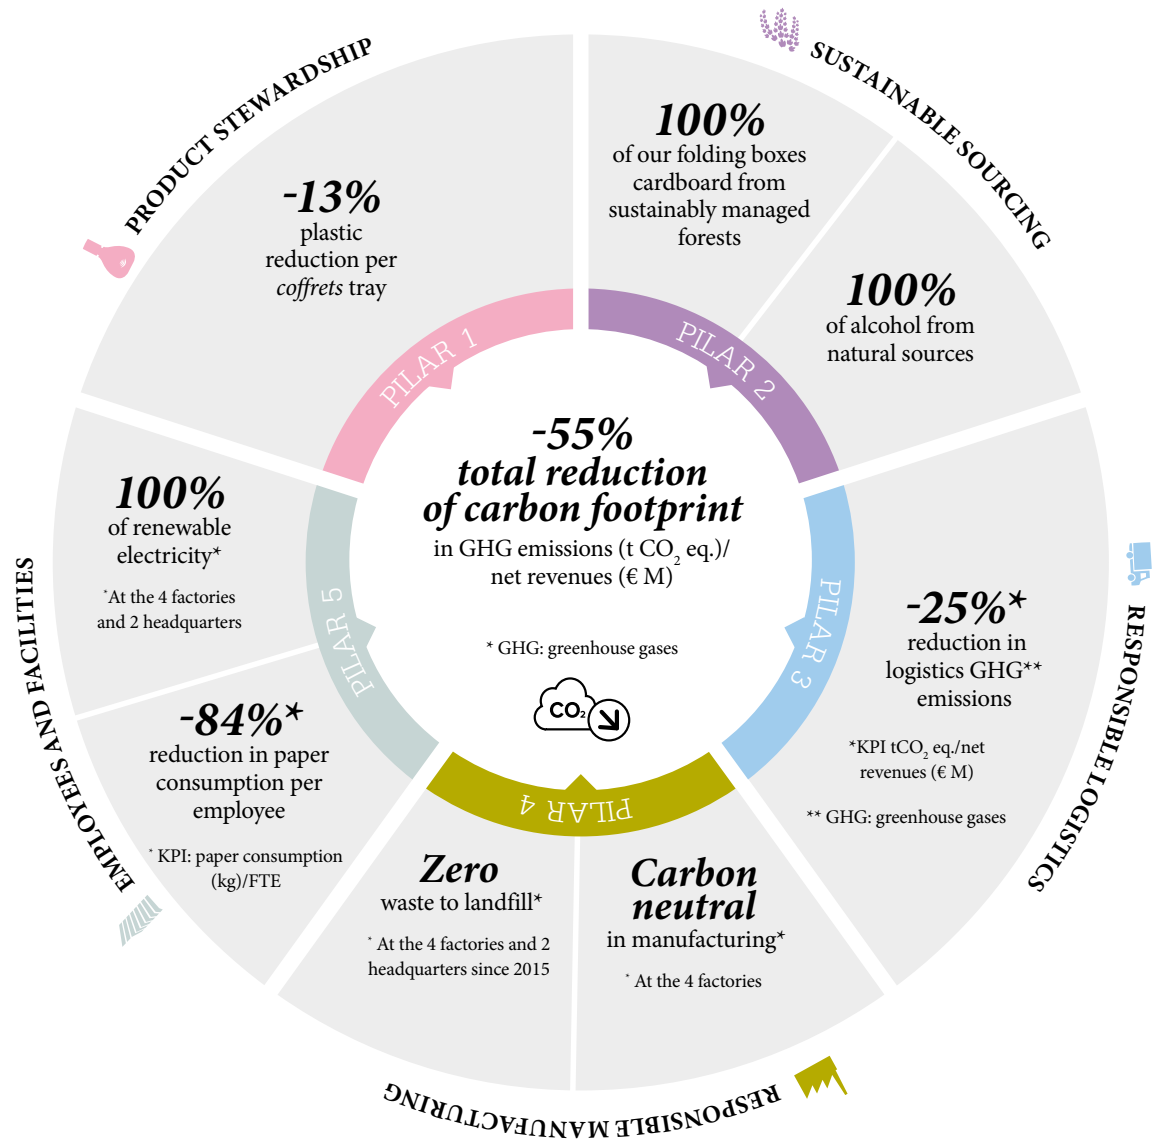 PRODUCT STEWARDSHIP
-13%
plastic
reduction per
coffrets tray
PILAR 1
SUSTAINABLE SOURCING
100%
of our folding boxes
cardboard from
sustainably managed
forests
100%
of alcohol from
natural sources
PILAR 2
-55%
total reduction
of carbon footprint
in GHG emissions (t CO₂ eq.)/
net revenues (€ M)
* GHG: greenhouse gases
CO₂
RESPONSIBLE LOGISTICS
-25%*
reduction in
logistics GHG**
emissions
*KPI tCO₂ eq./net
revenues (€ M)
** GHG: greenhouse gases
PILAR 3
PILAR 4
Carbon
neutral
in manufacturing*
* At the 4 factories
Zero
waste to landfill*
* At the 4 factories and 2
headquarters since 2015
RESPONSIBLE MANUFACTURING
PILAR 5
100%
of renewable
electricity*
*At the 4 factories
and 2 headquarters
-84%*
reduction in paper
consumption per
employee
* KPI: paper consumption
(kg)/FTE
EMPLOYEES AND FACILITIES